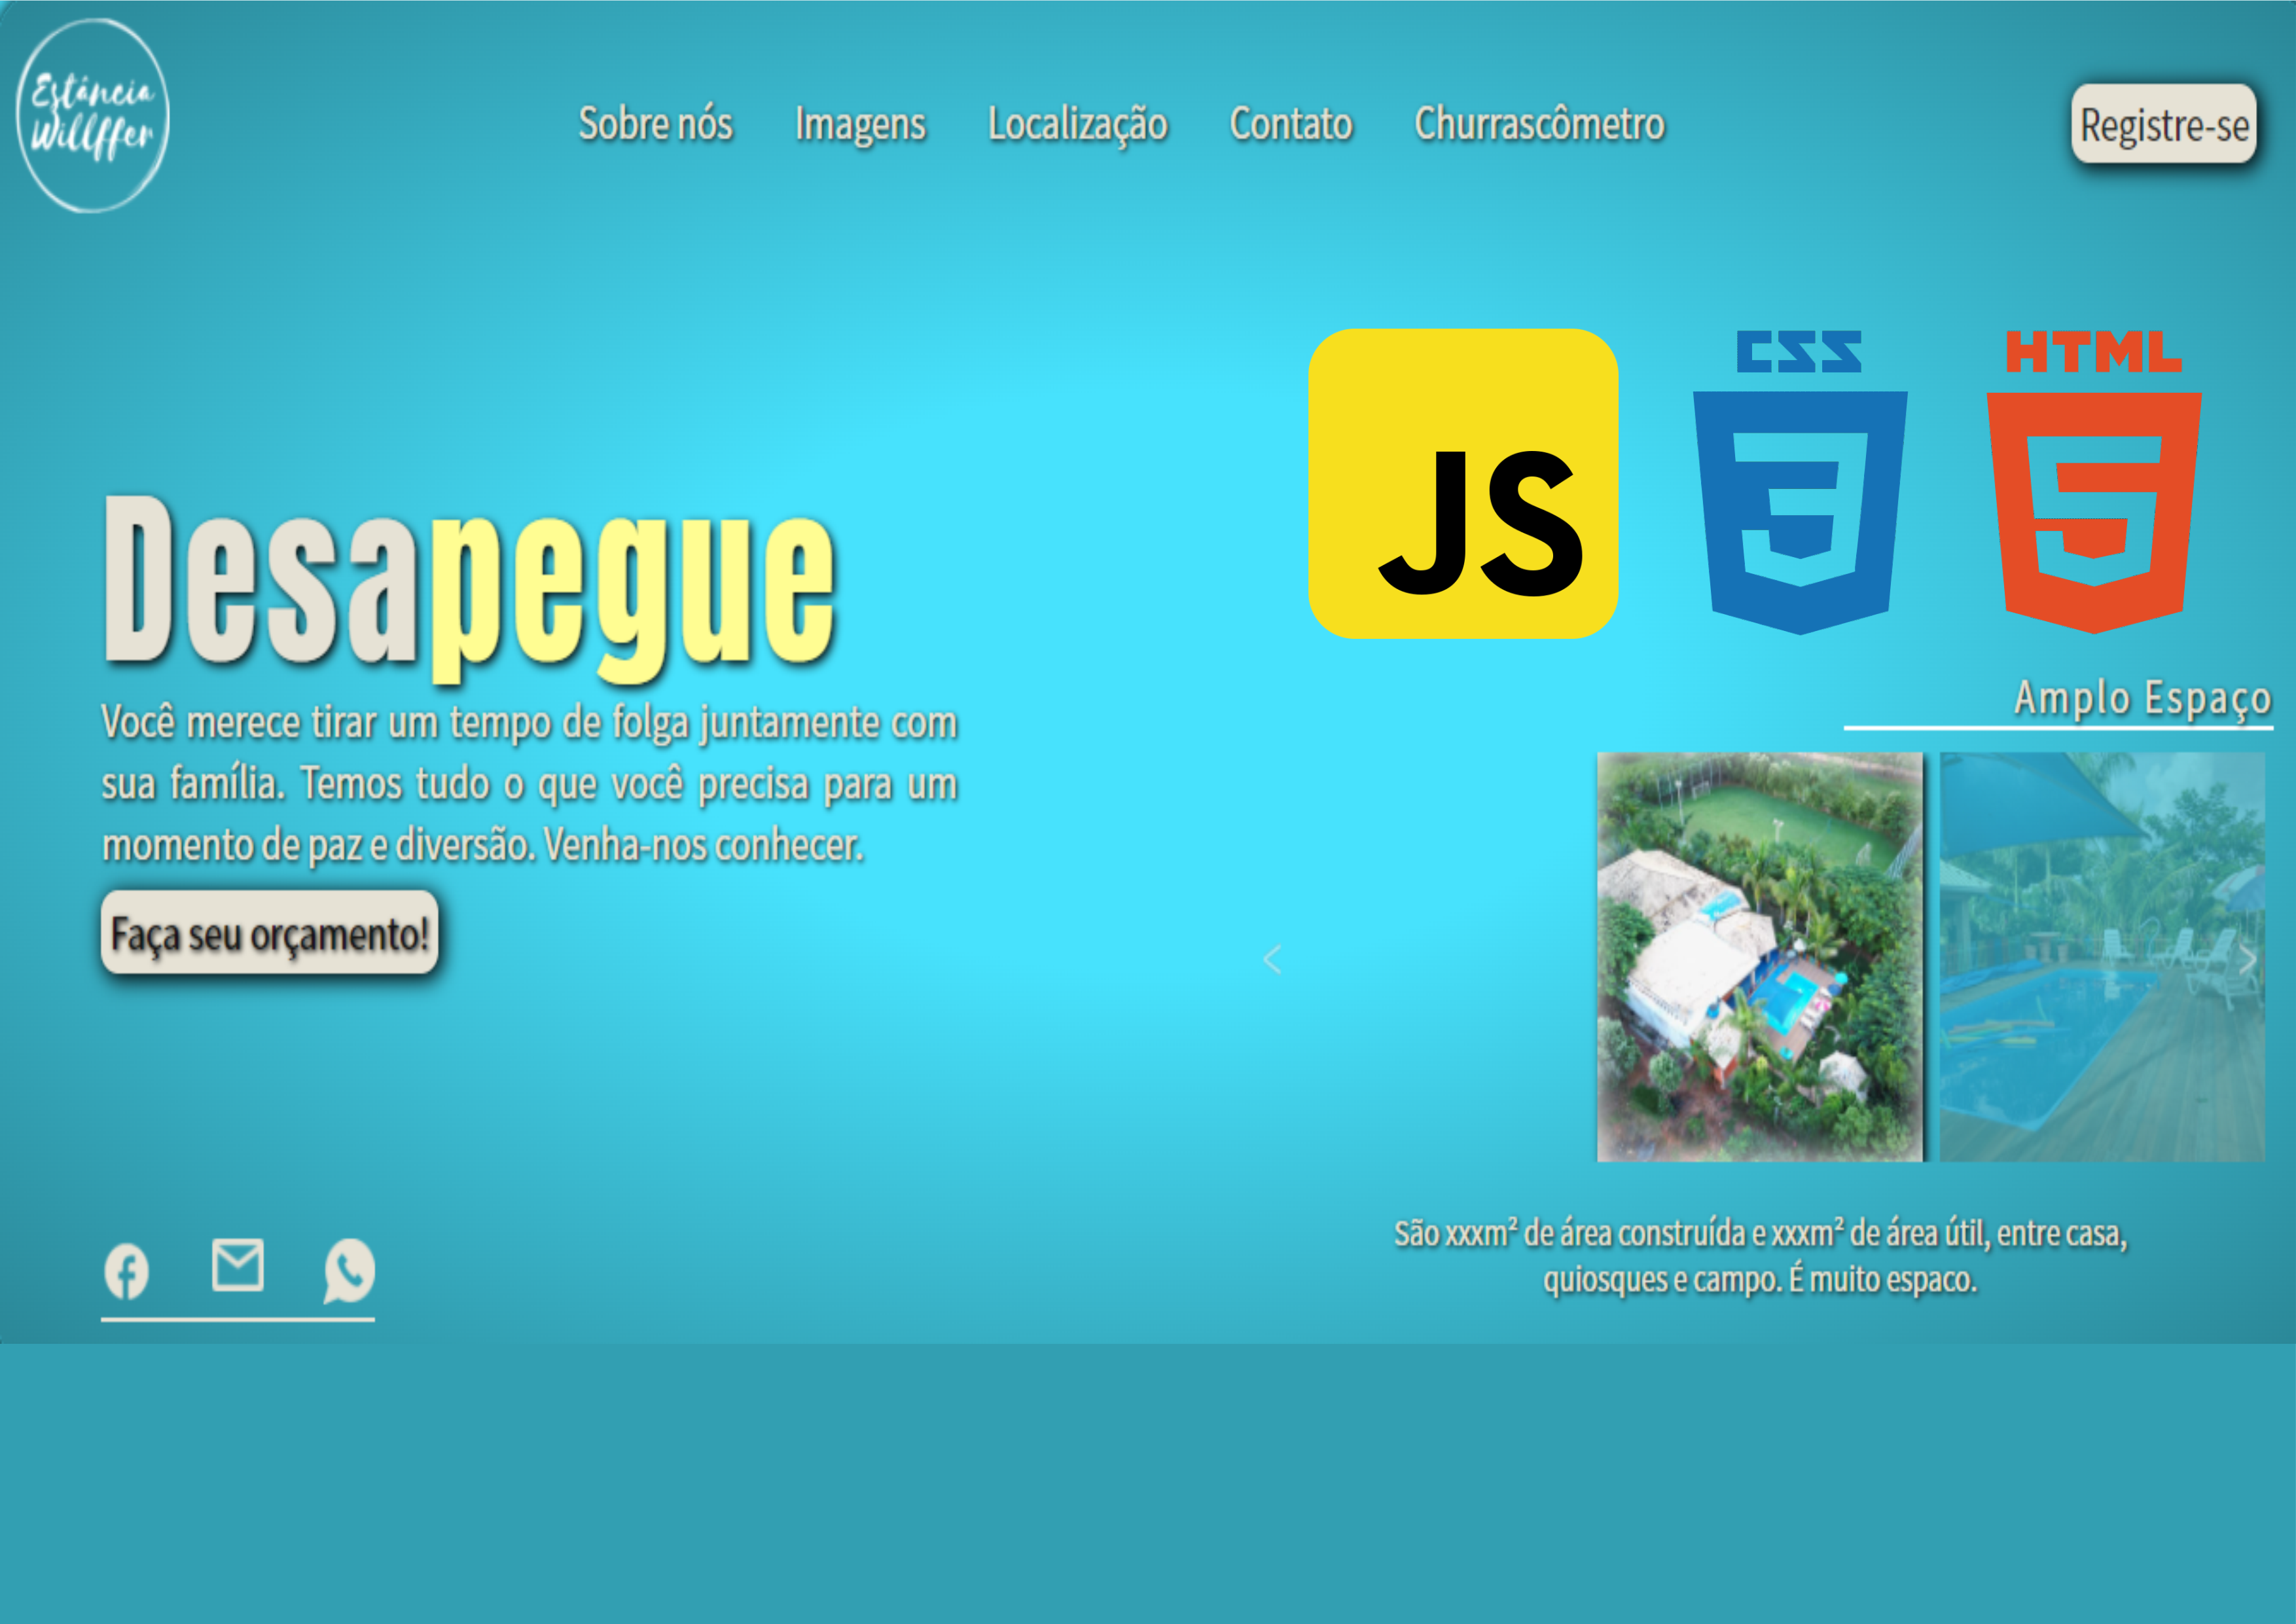 Estância
Willffer
Sobre nós
Imagens
Localização
Contato
Churrascômetro
Registre-se
JS
CSS
3
HTML
5
Desapegue
Você merece tirar um tempo de folga juntamente com
sua família. Temos tudo o que você precisa para um
momento de paz e diversão. Venha-nos conhecer.
Faça seu orçamento!
Amplo Espaço
São xxxm² de área construída e xxxm² de área útil, entre casa,
quiosques e campo. É muito espaco.